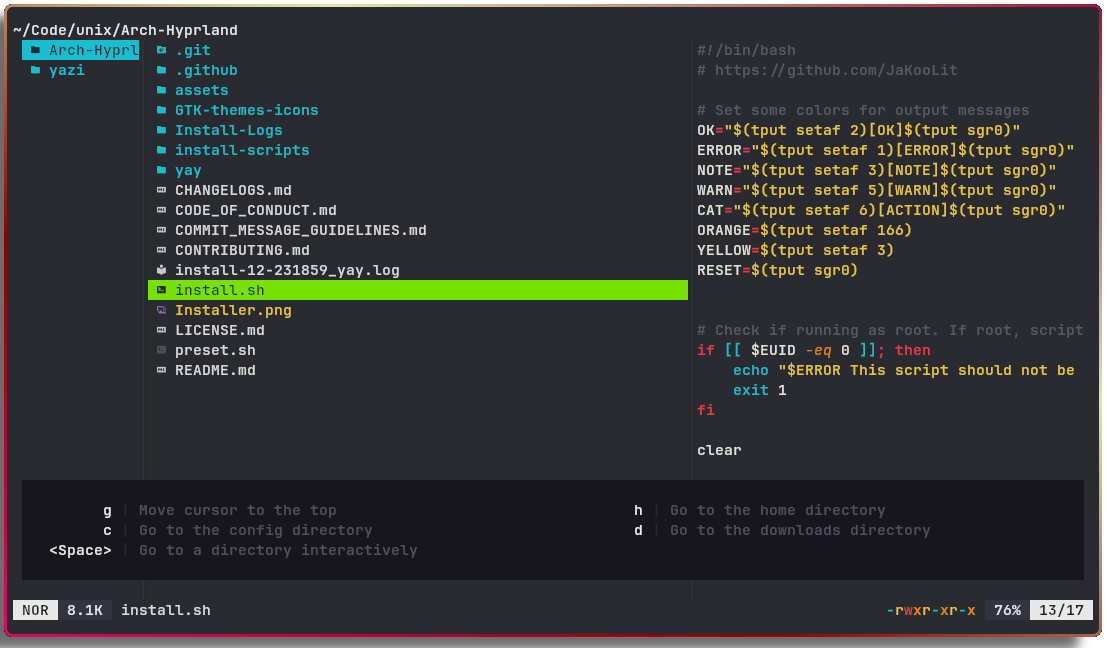 ~/Code/unix/Arch-Hyprland
Arch-Hyprl
yazi
.git
.github
assets
GTK-themes-icons
Install-Logs
install-scripts
yay
CHANGELOGS.md
CODE_OF_CONDUCT.md
COMMIT_MESSAGE_GUIDELINES.md
CONTRIBUTING.md
install-12-231859_yay.log
install.sh
Installer.png
LICENSE.md
preset.sh
README.md
#!/bin/bash
# https://github.com/JaKooLit
# Set some colors for output messages
OK="$(tput setaf 2)[OK]$(tput sgr0)"
ERROR="$(tput setaf 1)[ERROR]$(tput sgr0)"
NOTE="$(tput setaf 3)[NOTE]$(tput sgr0)"
WARN="$(tput setaf 5)[WARN]$(tput sgr0)"
CAT="$(tput setaf 6)[ACTION]$(tput sgr0)"
ORANGE=$(tput setaf 166)
YELLOW=$(tput setaf 3)
RESET=$(tput sgr0)
# Check if running as root. If root, script
if [[ $EUID -eq 0 ]]; then
    echo "$ERROR This script should not be
    exit 1
fi
clear
g | Move cursor to the top
c | Go to the config directory
<Space> | Go to a directory interactively
h | Go to the home directory
d | Go to the downloads directory
NOR 8.1K install.sh
-rwxr-xr-x 76% 13/17